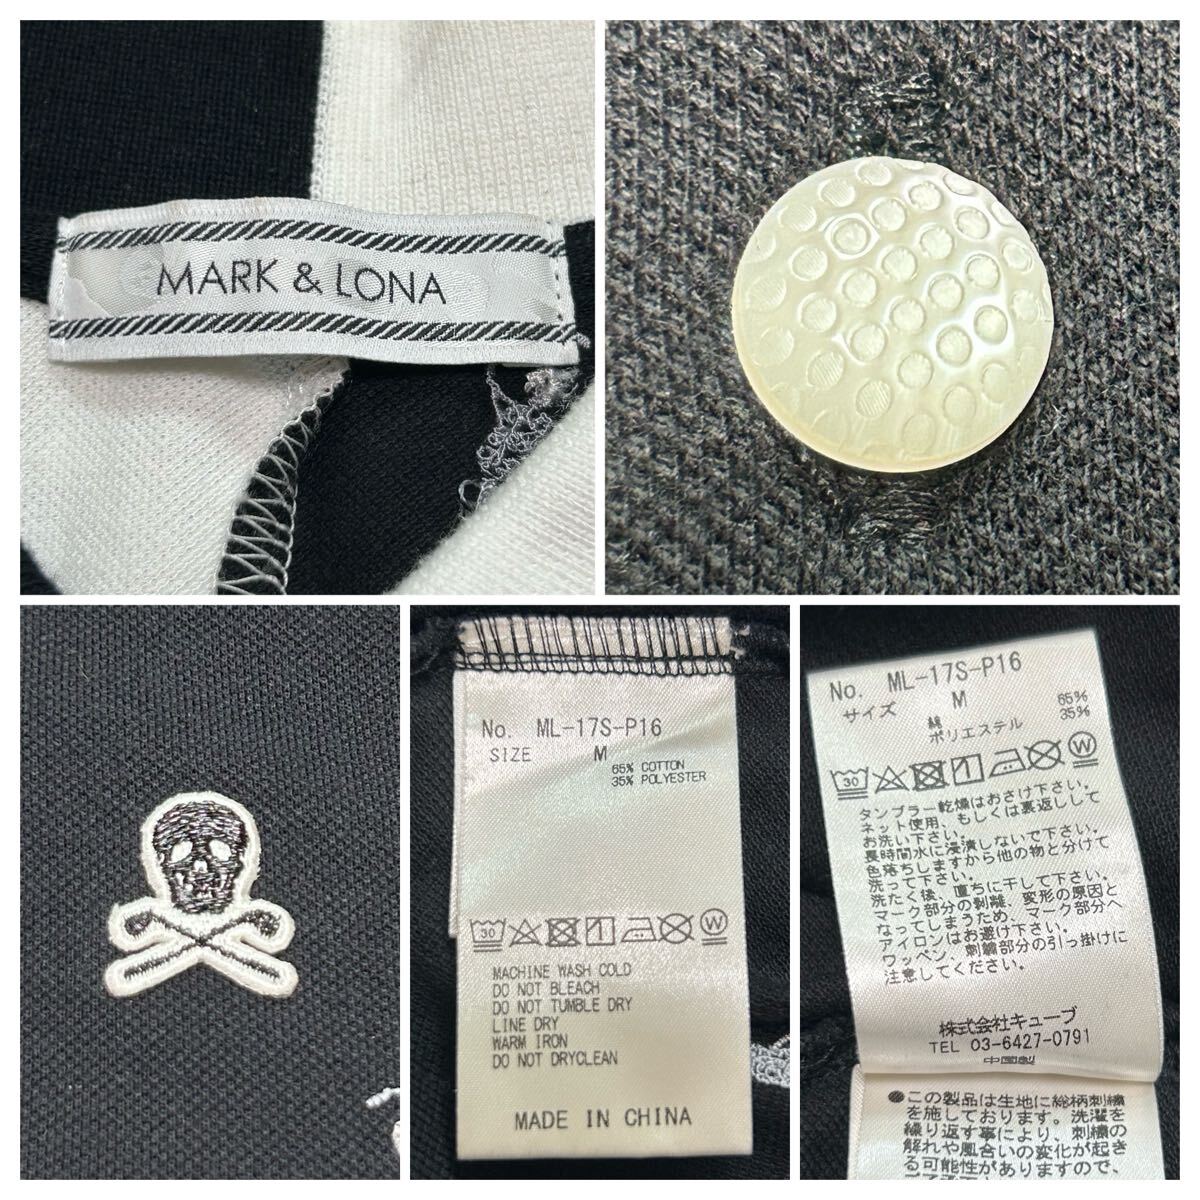 MARK & LONA
No. ML-17S-P16
SIZE M
65% COTTON
35% POLYESTER
30
MACHINE WASH COLD
DO NOT BLEACH
DO NOT TUMBLE DRY
LINE DRY
WARM IRON
DO NOT DRYCLEAN
MADE IN CHINA
No. ML-17S-P16
サイズ M
綿 65%
ポリエステル 35%
30
タンブラー乾燥はおさけ下さい。
ネット使用、もしくは裏返しして
お洗い下さい。
長時間水に浸漬しないで下さい。
色落ちしますから他の物と分けて
洗って下さい。
洗たく後、直ちに干して下さい。
マーク部分の剥離、変形の原因と
なってしまうため、マーク部分へ
アイロンはお避け下さい。
ワッペン、刺繍部分の引っ掛けに
注意してください。
株式会社キューブ
TEL 03-6427-0791
中国製
●この製品は生地に総柄刺繍
を施しております。洗濯を
繰り返す事により、刺繍の
解れや風合いの変化が起き
る可能性がありますので、